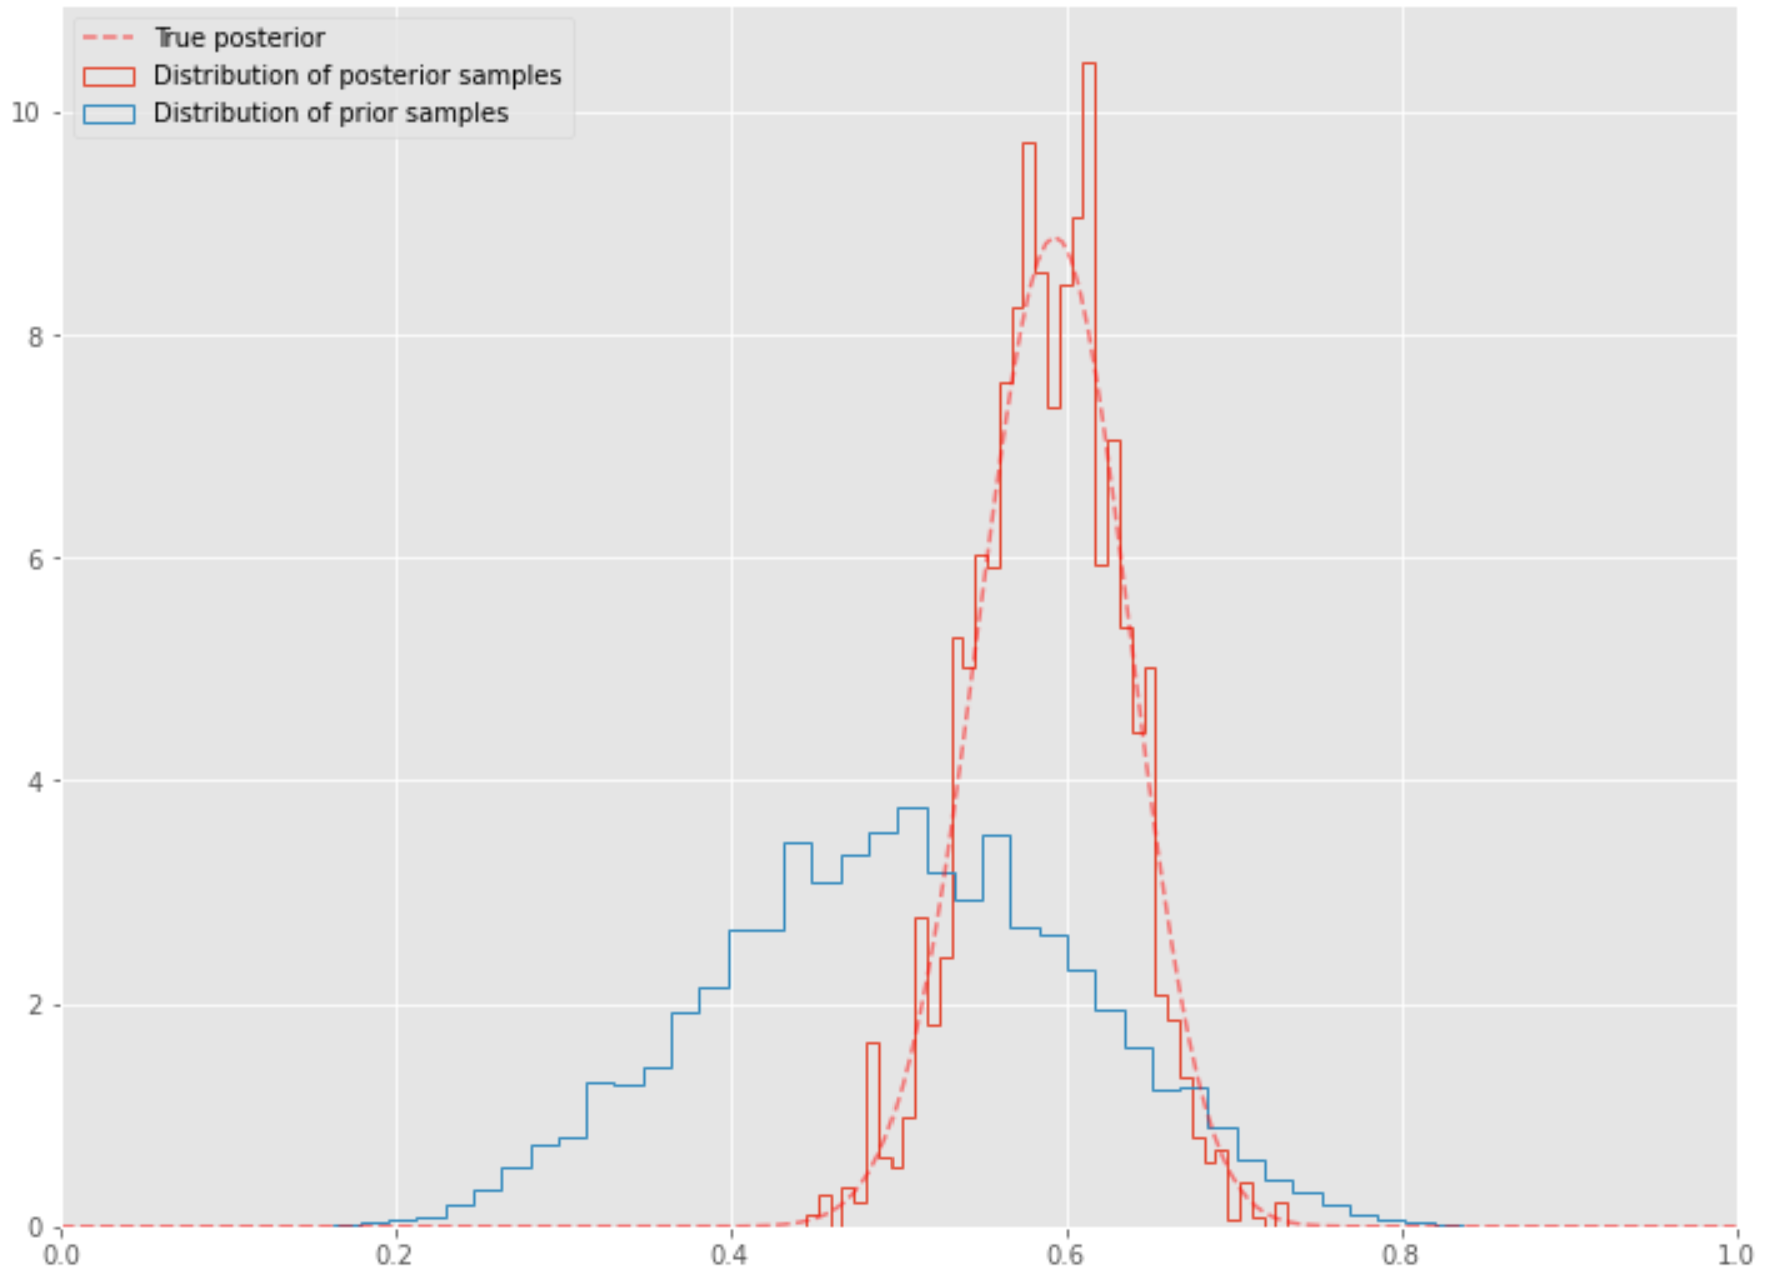 True posterior
Distribution of posterior samples
Distribution of prior samples
10
8
6
4
2
0
0.0 0.2 0.4 0.6 0.8 1.0